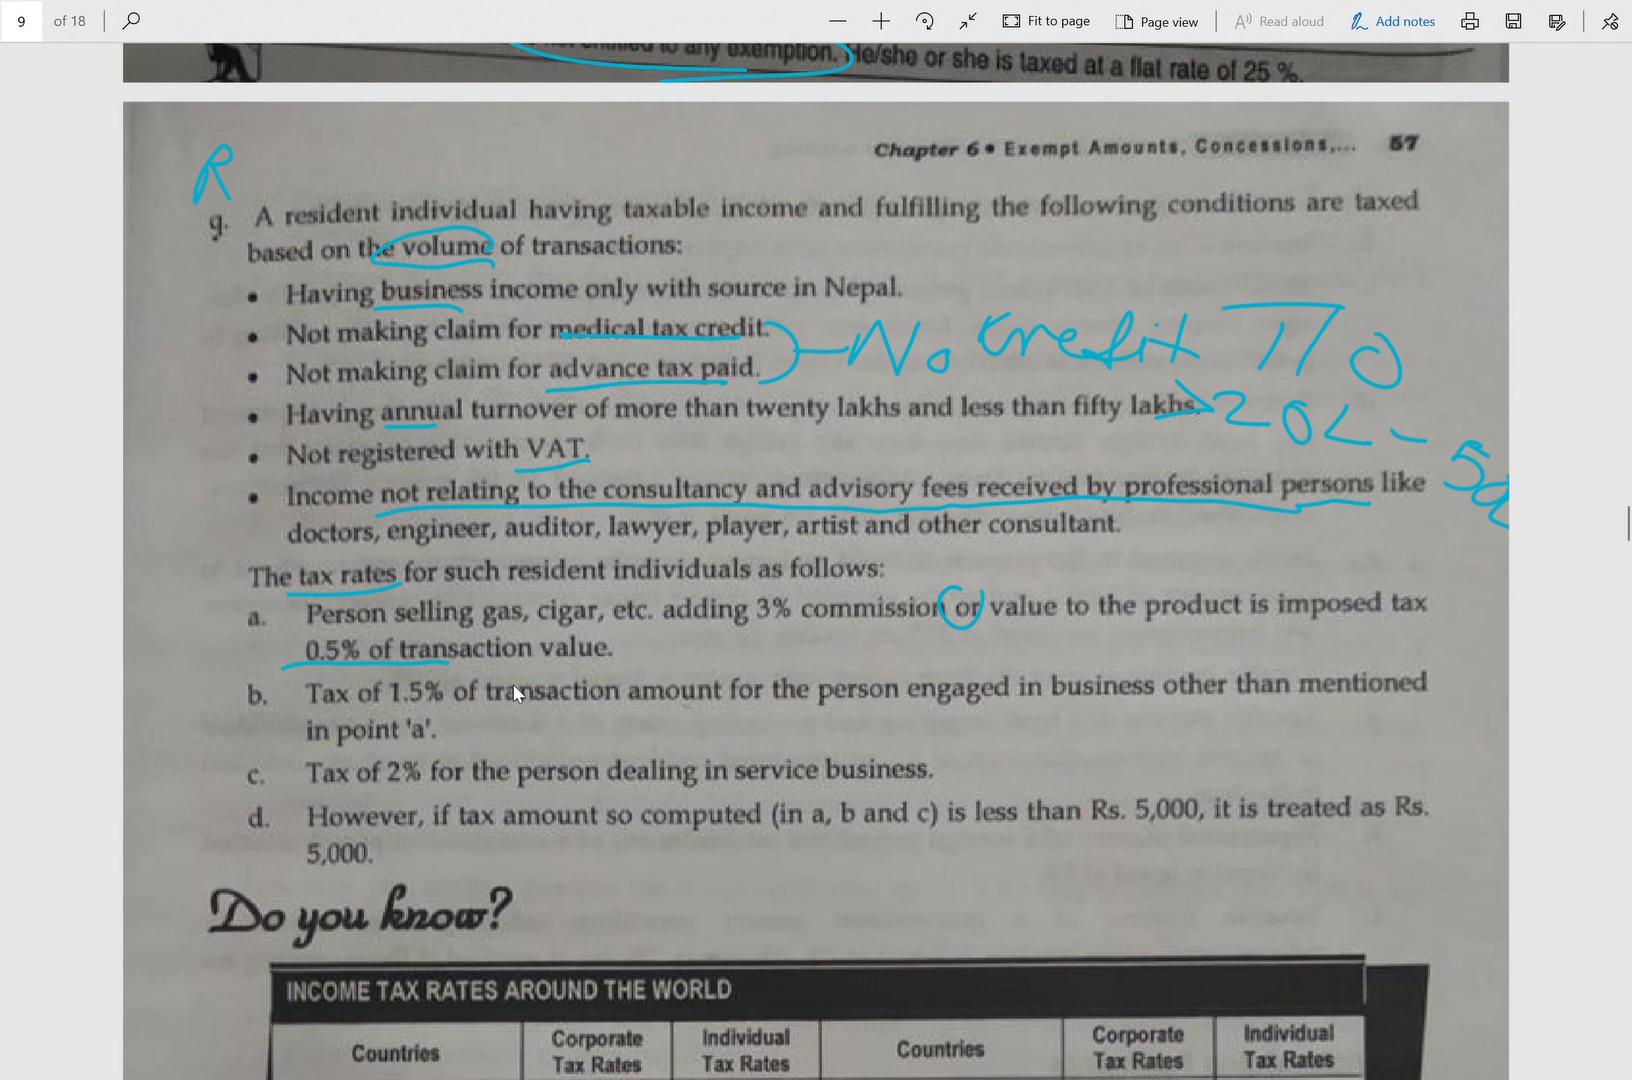 9 of 18
Fit to page
Page view
Read aloud
Add notes
to any exemption. He/she or she is taxed at a flat rate of 25 %.
Chapter 6 • Exempt Amounts, Concessions,... 57
R
g. A resident individual having taxable income and fulfilling the following conditions are taxed
based on the volume of transactions:
• Having business income only with source in Nepal.
• Not making claim for medical tax credit.
• Not making claim for advance tax paid.
No credit
T/O
• Having annual turnover of more than twenty lakhs and less than fifty lakhs.
>20L - 50L
• Not registered with VAT.
• Income not relating to the consultancy and advisory fees received by professional persons like
doctors, engineer, auditor, lawyer, player, artist and other consultant.
The tax rates for such resident individuals as follows:
a. Person selling gas, cigar, etc. adding 3% commission or value to the product is imposed tax
0.5% of transaction value.
b. Tax of 1.5% of transaction amount for the person engaged in business other than mentioned
in point 'a'.
c. Tax of 2% for the person dealing in service business.
d. However, if tax amount so computed (in a, b and c) is less than Rs. 5,000, it is treated as Rs.
5,000.
Do you know?
INCOME TAX RATES AROUND THE WORLD
Countries
Corporate
Tax Rates
Individual
Tax Rates
Countries
Corporate
Tax Rates
Individual
Tax Rates